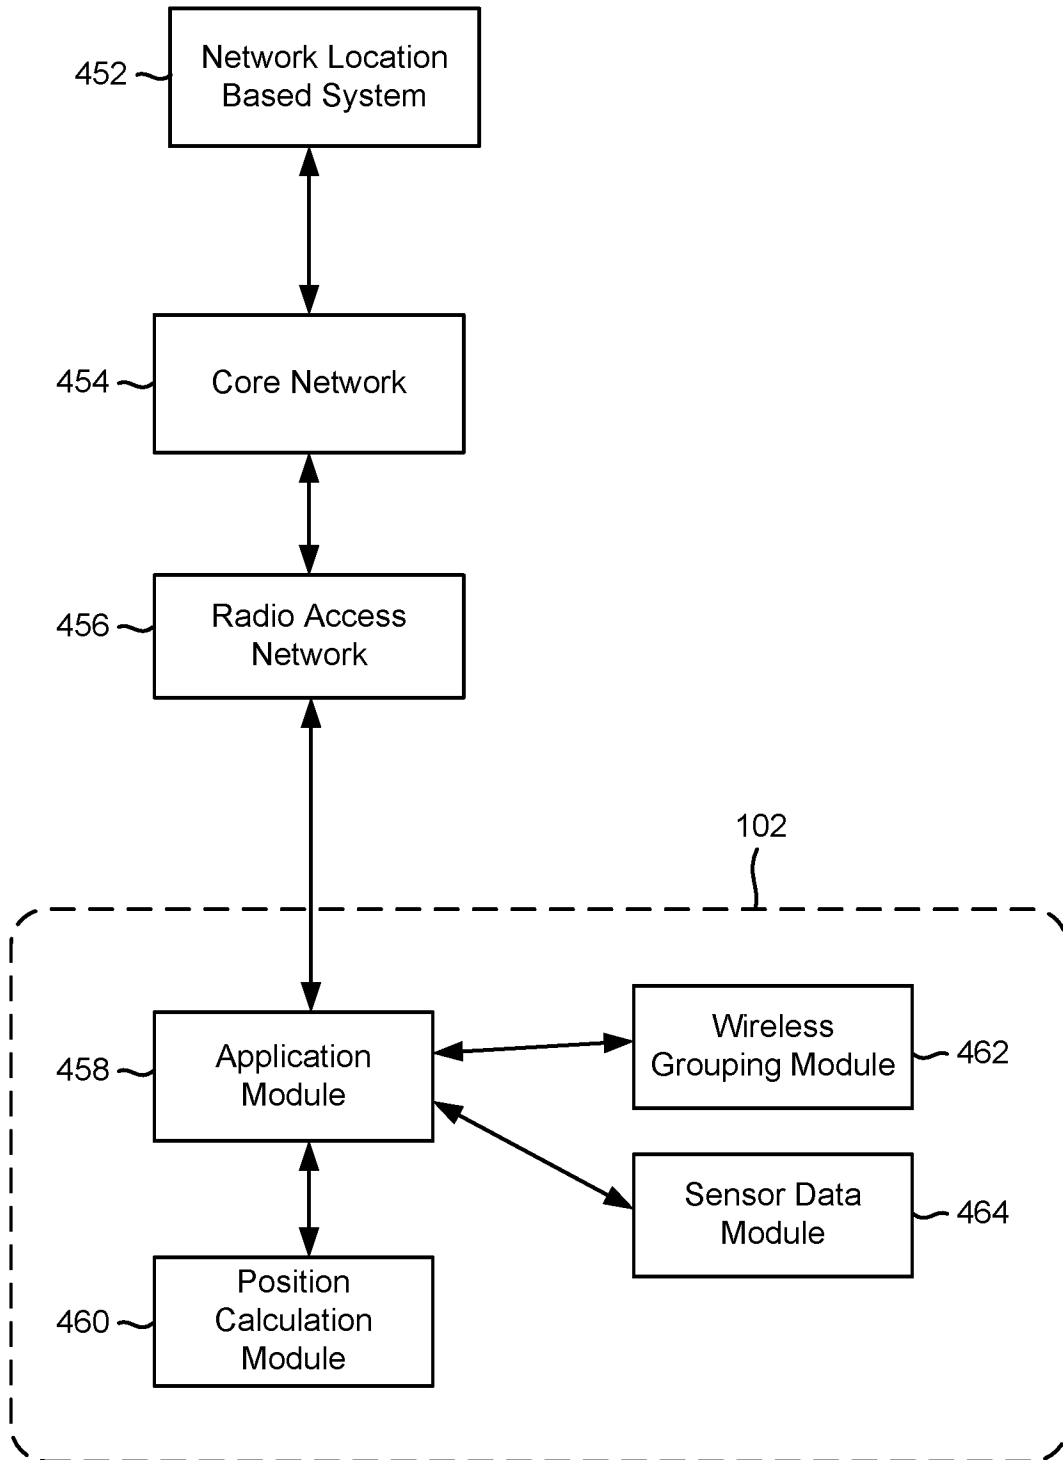 452
Network Location
Based System
454
Core Network
456
Radio Access
Network
102
458
Application
Module
Wireless
Grouping Module
462
Sensor Data
Module
464
460
Position
Calculation
Module